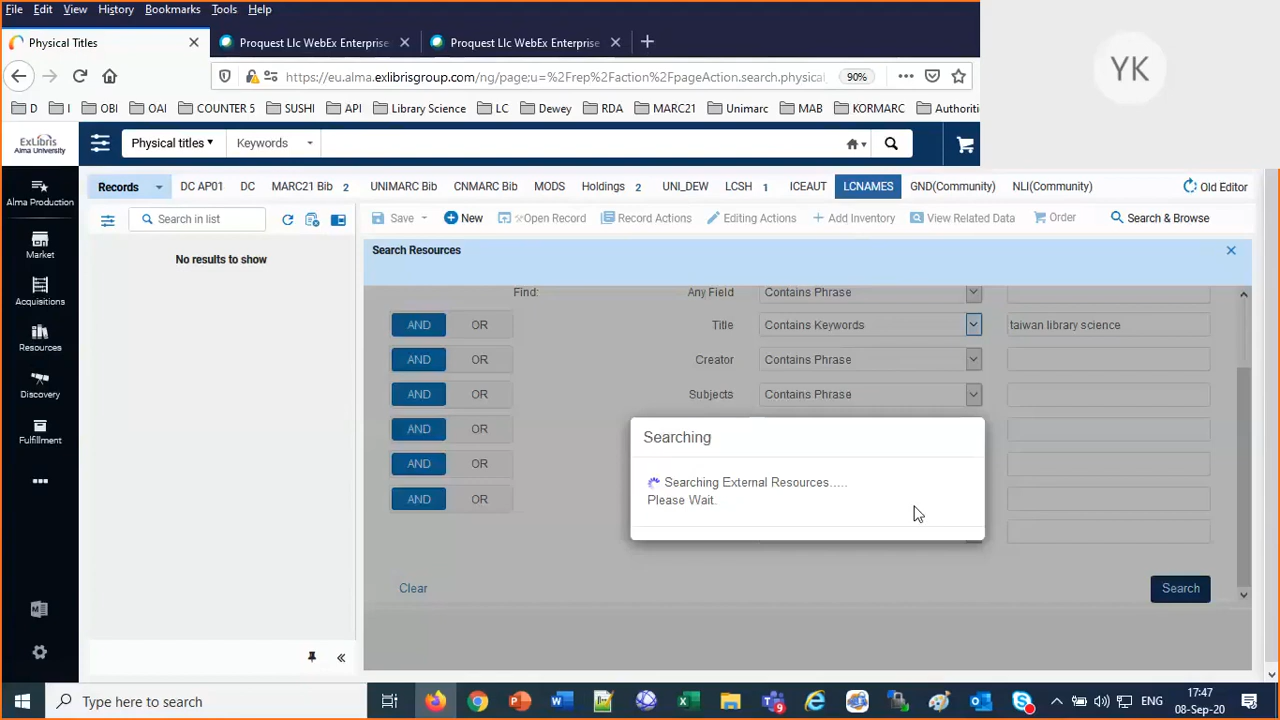 File Edit View History Bookmarks Tools Help
Physical Titles
Proquest Llc WebEx Enterprise
Proquest Llc WebEx Enterprise
https://eu.alma.exlibrisgroup.com/ng/page;u=%2Frep%2Faction%2FpageAction.search.physical_ 90%
YK
D I OBI OAI COUNTER 5 SUSHI API Library Science LC Dewey RDA MARC21 Unimarc MAB KORMARC Authoriti
ExLibris
Alma University
Physical titles Keywords
Records DC AP01 DC MARC21 Bib 2 UNIMARC Bib CNMARC Bib MODS Holdings 2 UNI_DEW LCSH 1 ICEAUT LCNAMES GND(Community) NLI(Community) Old Editor
Alma Production
Search in list
Save New Open Record Record Actions Editing Actions Add Inventory View Related Data Order Search & Browse
Market
No results to show
Search Resources
Acquisitions
Find: Any Field Contains Phrase
Resources
AND OR Title Contains Keywords taiwan library science
AND OR Creator Contains Phrase
Discovery
AND OR Subjects Contains Phrase
Fulfillment
AND OR
AND OR
AND OR
Searching
Searching External Resources.....
Please Wait.
Clear Search
Type here to search
ENG
17:47
08-Sep-20